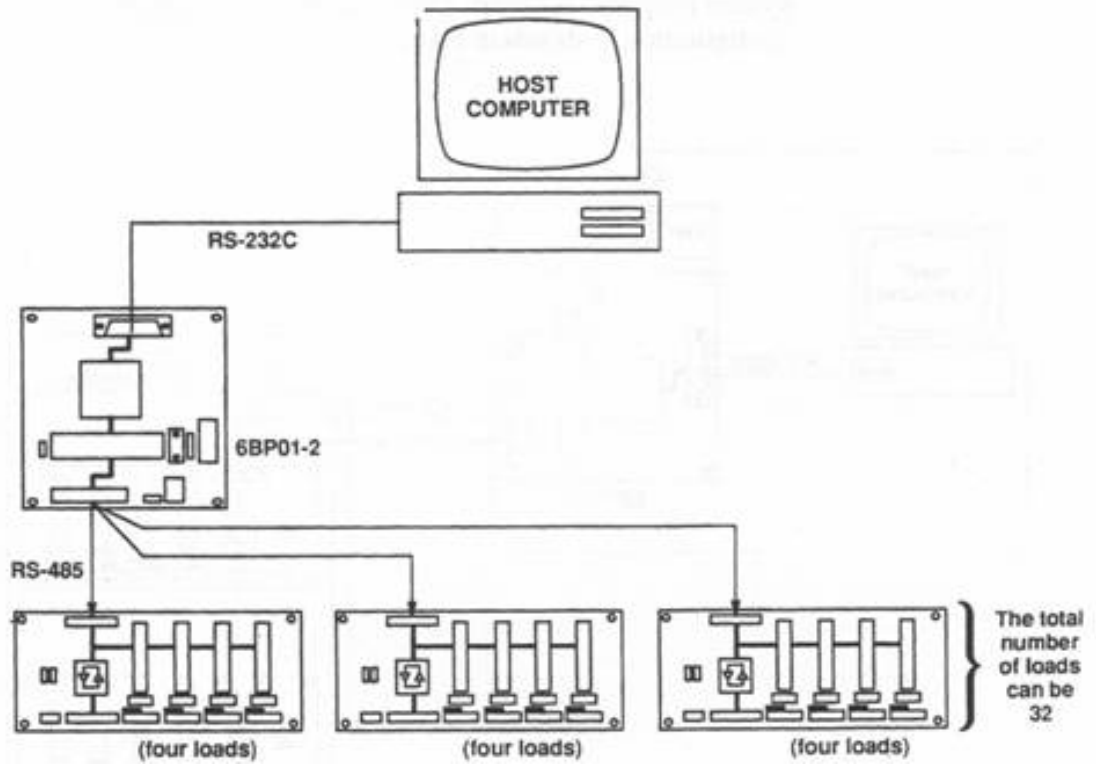 HOST
COMPUTER
RS-232C
6BP01-2
RS-485
The total
number
of loads
can be
32
(four loads)
(four loads)
(four loads)